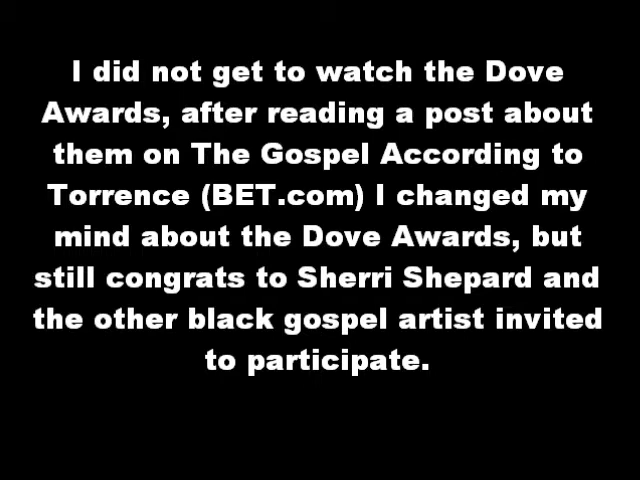 I did not get to watch the Dove
Awards, after reading a post about
them on The Gospel According to
Torrence (BET.com) I changed my
mind about the Dove Awards, but
still congrats to Sherri Shepard and
the other black gospel artist invited
to participate.